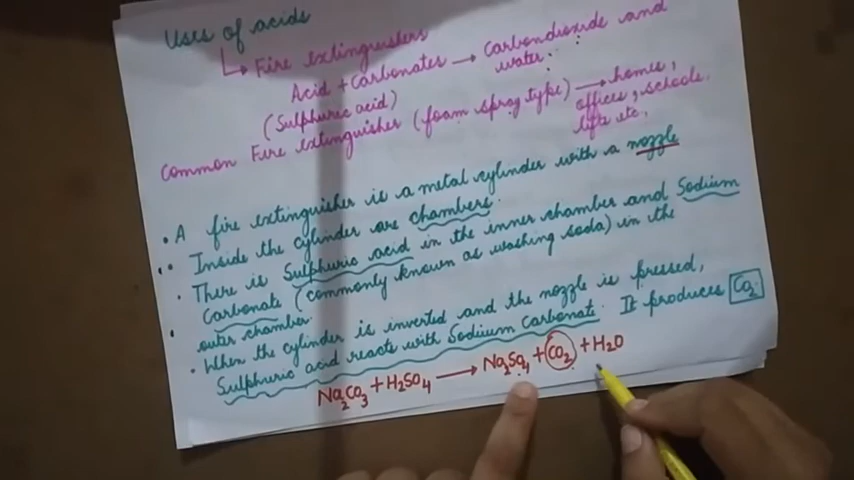 Uses of acids
Fire extinguishers
Acid + Carbonates → Carbondioxide and water.
(Sulphuric acid)
Common Fire extinguisher (foam spray type) → homes, offices, schools, lifts etc.
• A fire extinguisher is a metal cylinder with a nozzle
• Inside the cylinder are chambers.
• There is Sulphuric acid in the inner chamber and Sodium
Carbonate (commonly known as washing soda) in the
outer chamber.
• When the cylinder is inverted and the nozzle is pressed,
Sulphuric acid reacts with Sodium Carbonate. It produces CO2.
Na2CO3 + H2SO4 → Na2SO4 + CO2 + H2O